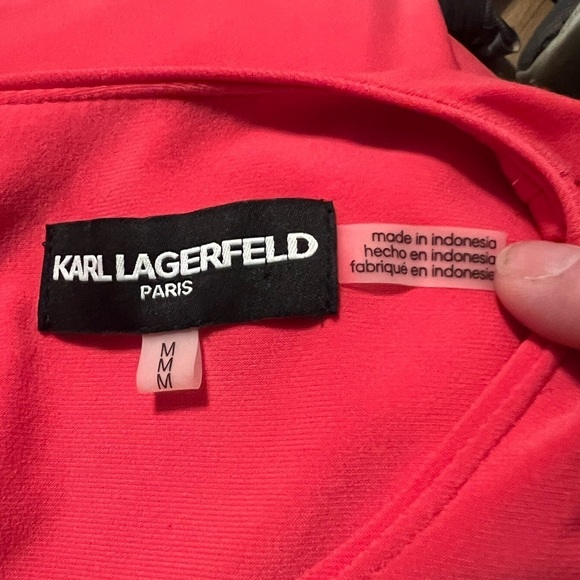 KARL LAGERFELD
PARIS
M
M
M
made in indonesia
hecho en indonesia
fabriqué en indonesie